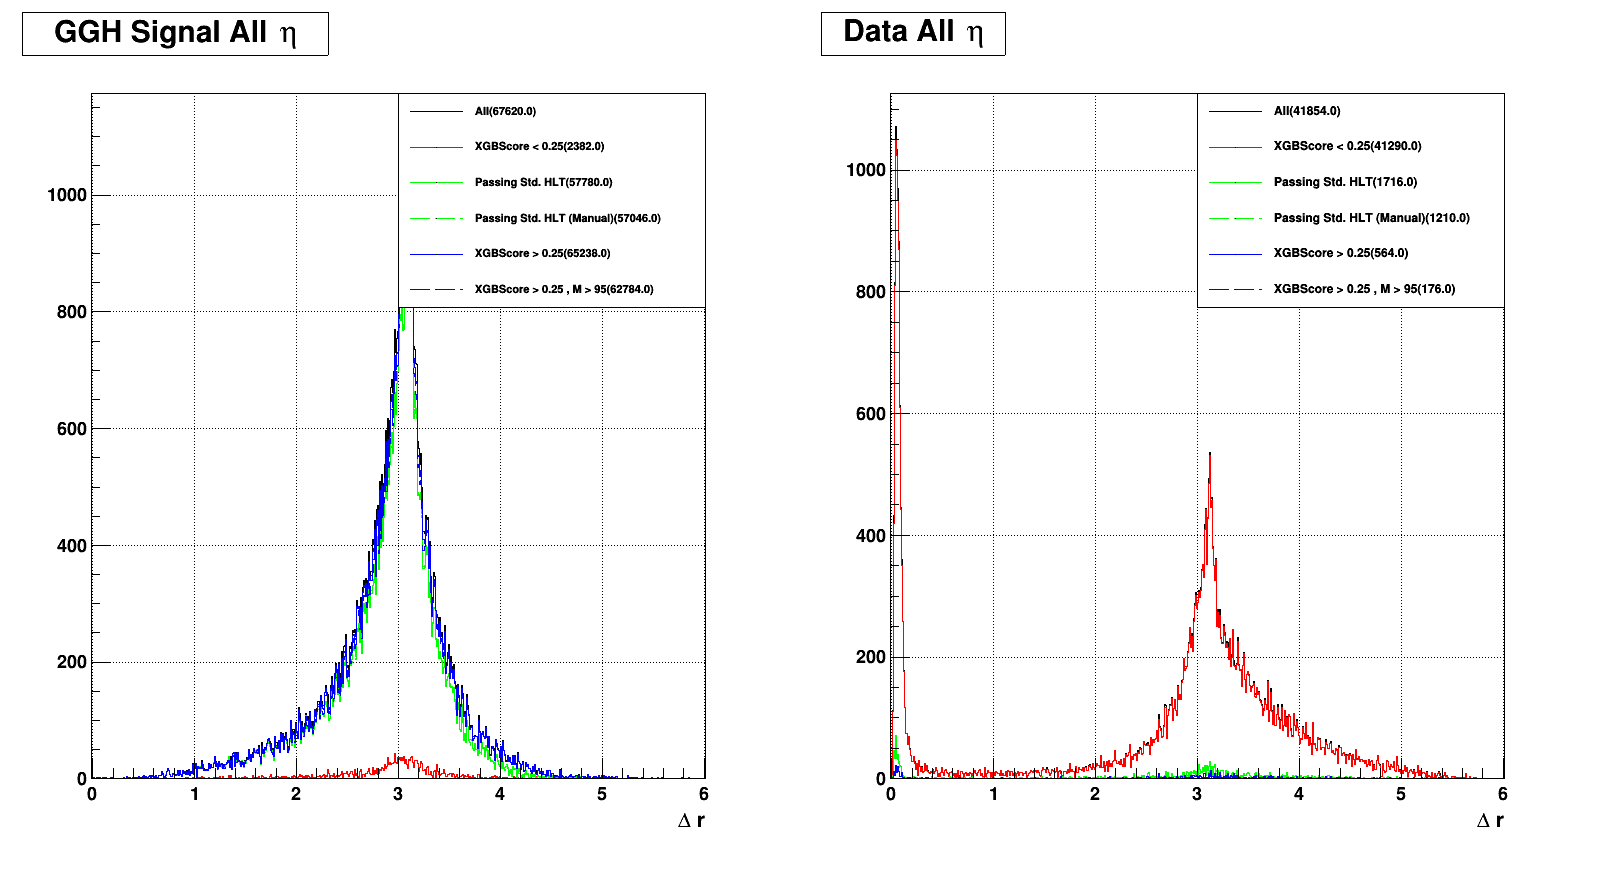 GGH Signal All η
All(67620.0)
XGBScore < 0.25(2382.0)
Passing Std. HLT(57780.0)
Passing Std. HLT (Manual)(57046.0)
XGBScore > 0.25(65238.0)
XGBScore > 0.25 , M > 95(62784.0)
1000
800
600
400
200
0
0 1 2 3 4 5 6
Δ r
Data All η
All(41854.0)
XGBScore < 0.25(41290.0)
Passing Std. HLT(1716.0)
Passing Std. HLT (Manual)(1210.0)
XGBScore > 0.25(564.0)
XGBScore > 0.25 , M > 95(176.0)
1000
800
600
400
200
0
0 1 2 3 4 5 6
Δ r